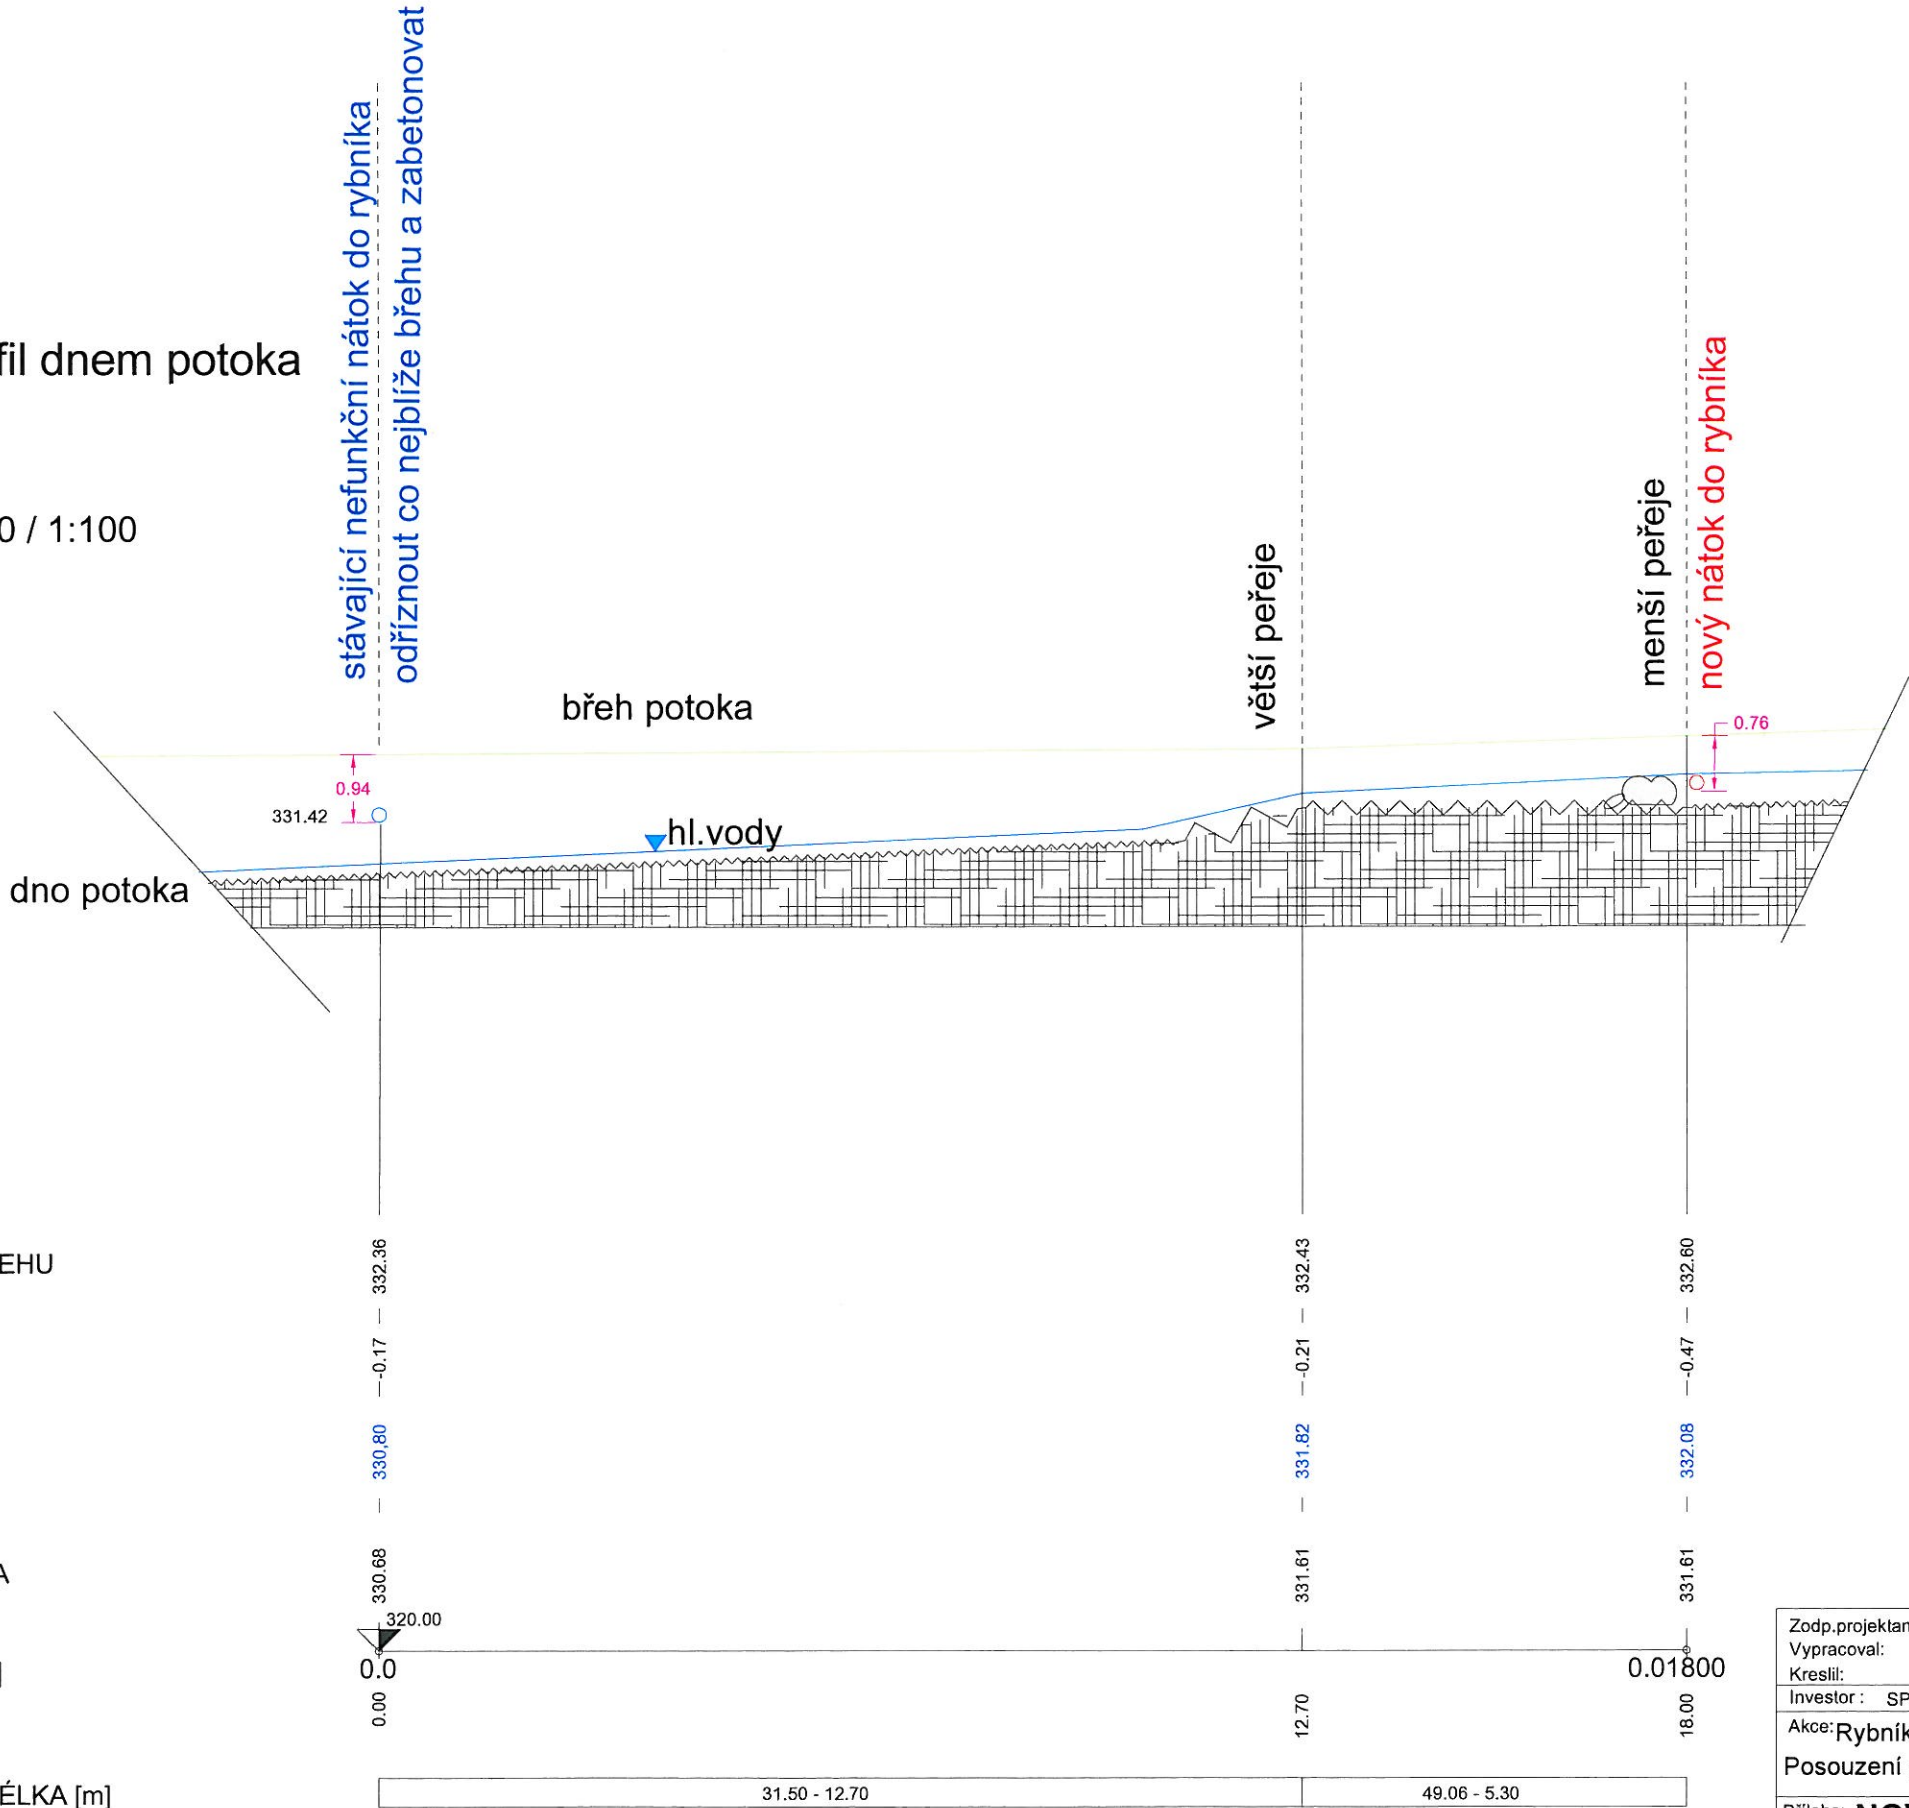 stávající nefunkční nátok do rybníka
odříznout co nejblíže břehu a zabetonovat
fil dnem potoka
0 / 1:100
větší peřeje
menší peřeje
nový nátok do rybníka
břeh potoka
0.76
0.94
331.42
hl.vody
dno potoka
EHU
332.36
332.43
332.60
-0.17
-0.21
-0.47
330,80
331.82
332.08
A
330.68
331.61
331.61
320.00
0.0
0.01800
0.00
12.70
18.00
ÉLKA [m]
31.50 - 12.70
49.06 - 5.30
Zodp.projektan
Vypracoval:
Kreslil:
Investor : SP
Akce: Rybník
Posouzení